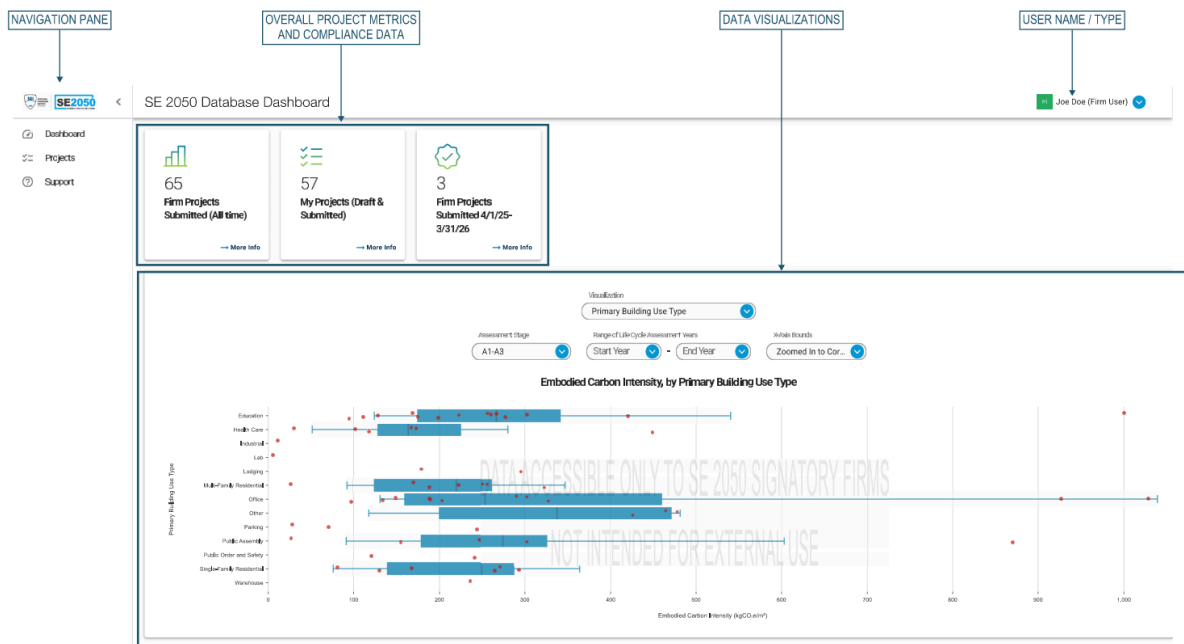 NAVIGATION PANE
OVERALL PROJECT METRICS
AND COMPLIANCE DATA
DATA VISUALIZATIONS
USER NAME / TYPE
SE2050
SE 2050 Database Dashboard
Joe Doe (Firm User)
Dashboard
Projects
Support
65
Firm Projects
Submitted (All time)
→ More Info
57
My Projects (Draft &
Submitted)
→ More Info
3
Firm Projects
Submitted 4/1/25-
3/31/26
→ More Info
Visualization
Primary Building Use Type
Assessment Stage
A1-A3
Range of Life Cycle Assessment Years
Start Year
-
End Year
X-Axis Bounds
Zoomed In to Cor...
Embodied Carbon Intensity, by Primary Building Use Type
Primary Building Use Type
Education
Health Care
Industrial
Lab
Lodging
Multi-Family Residential
Office
Other
Parking
Public Assembly
Public Order and Safety
Single-Family Residential
Warehouse
DATA ACCESSIBLE ONLY TO SE 2050 SIGNATORY FIRMS
NOT INTENDED FOR EXTERNAL USE
0
100
200
300
400
500
600
700
800
900
1,000
Embodied Carbon Intensity (kgCO₂e/m²)